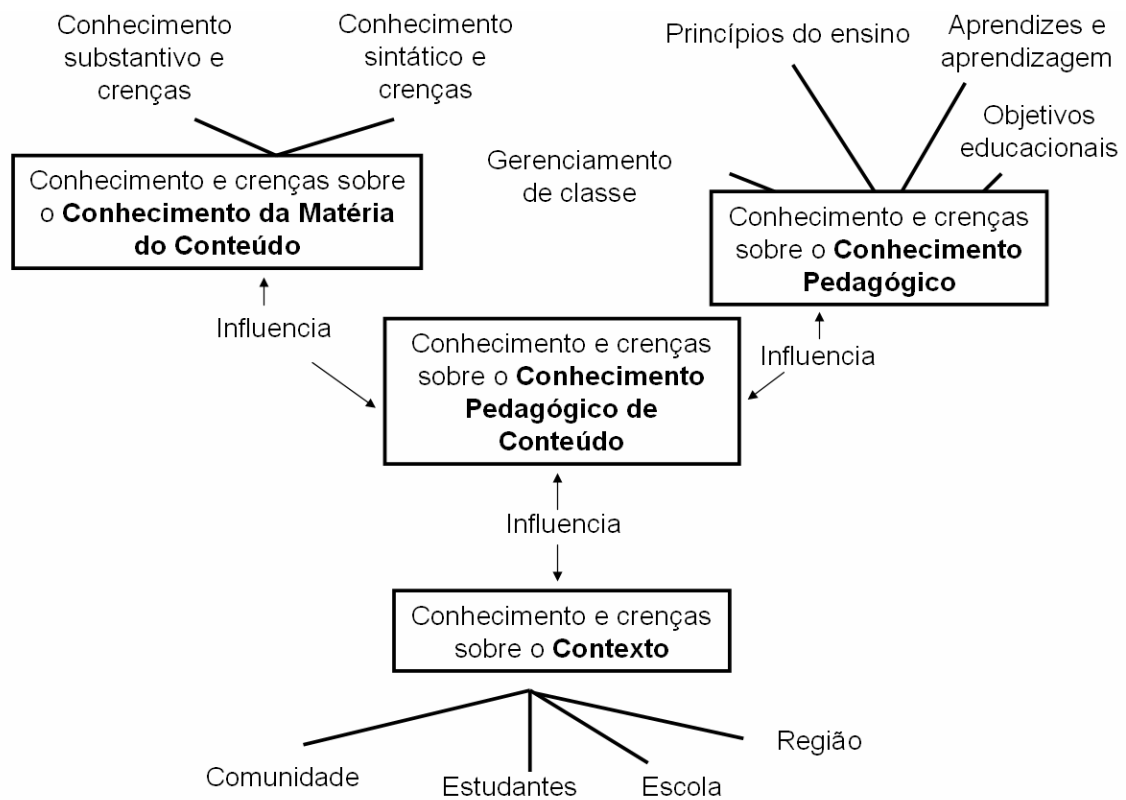 Conhecimento
substantivo e
crenças
Conhecimento
sintático e
crenças
Princípios do ensino
Aprendizes e
aprendizagem
Objetivos
educacionais
Gerenciamento
de classe
Conhecimento e crenças sobre
o Conhecimento da Matéria
do Conteúdo
Conhecimento e crenças
sobre o Conhecimento
Pedagógico
Influencia
Influencia
Conhecimento e crenças
sobre o Conhecimento
Pedagógico de
Conteúdo
Influencia
Conhecimento e crenças
sobre o Contexto
Comunidade
Estudantes
Escola
Região